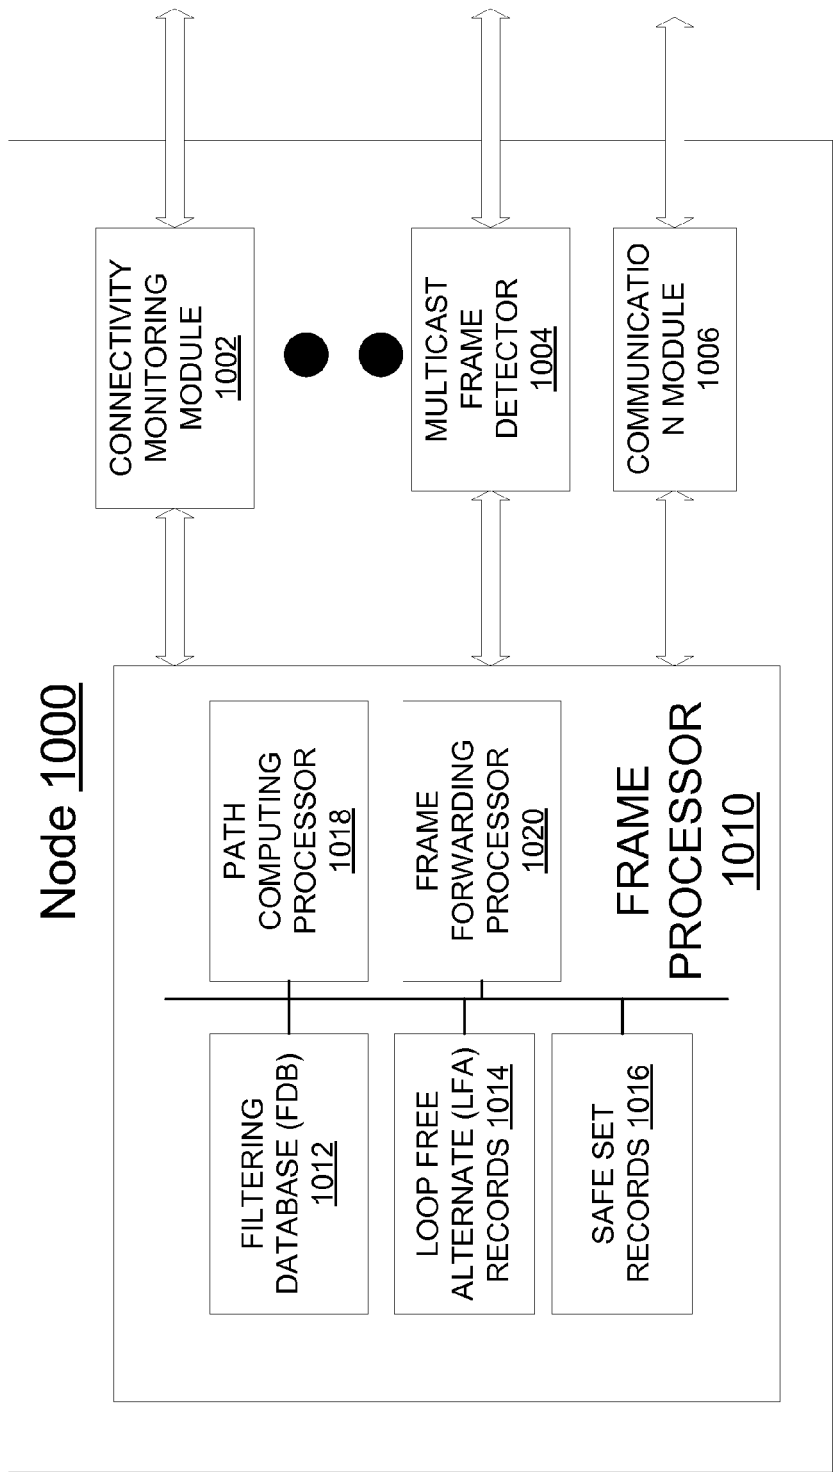 Node 1000
CONNECTIVITY
MONITORING
MODULE
1002
MULTICAST
FRAME
DETECTOR
1004
COMMUNICATIO
N MODULE
1006
PATH
COMPUTING
PROCESSOR
1018
FRAME
FORWARDING
PROCESSOR
1020
FRAME
PROCESSOR
1010
FILTERING
DATABASE (FDB)
1012
LOOP FREE
ALTERNATE (LFA)
RECORDS 1014
SAFE SET
RECORDS 1016